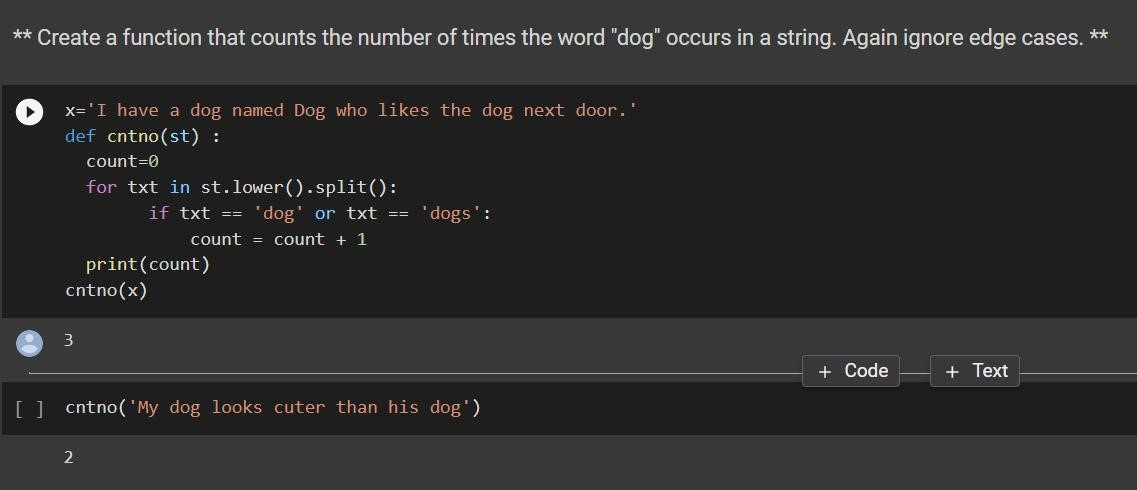 ** Create a function that counts the number of times the word "dog" occurs in a string. Again ignore edge cases. **
x='I have a dog named Dog who likes the dog next door.'
def cntno(st) :
  count=0
  for txt in st.lower().split():
        if txt == 'dog' or txt == 'dogs':
            count = count + 1
  print(count)
cntno(x)
3
+ Code + Text
[ ] cntno('My dog looks cuter than his dog')
2